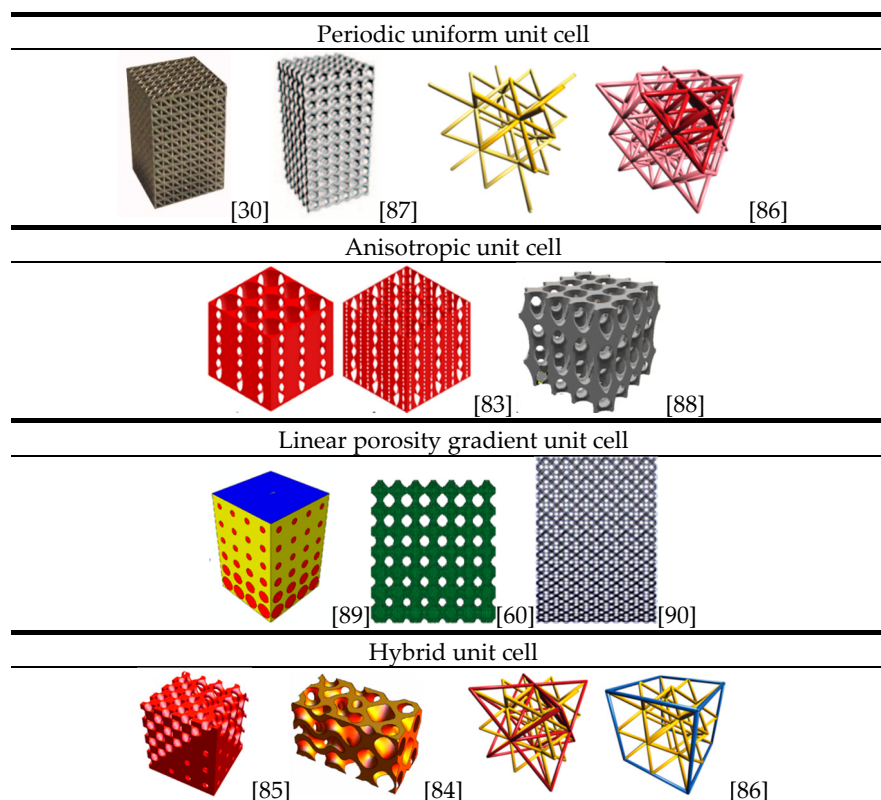 Periodic uniform unit cell
[30] [87] [86]
Anisotropic unit cell
[83] [88]
Linear porosity gradient unit cell
[89] [60] [90]
Hybrid unit cell
[85] [84] [86]